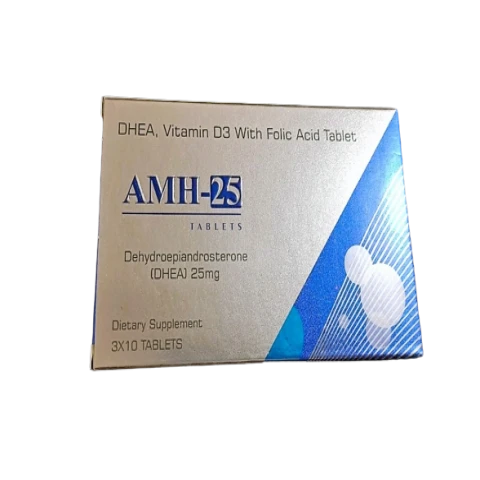 DHEA, Vitamin D3 With Folic Acid Tablet
AMH-25
TABLETS
Dehydroepiandrosterone
(DHEA) 25mg
Dietary Supplement
3X10 TABLETS